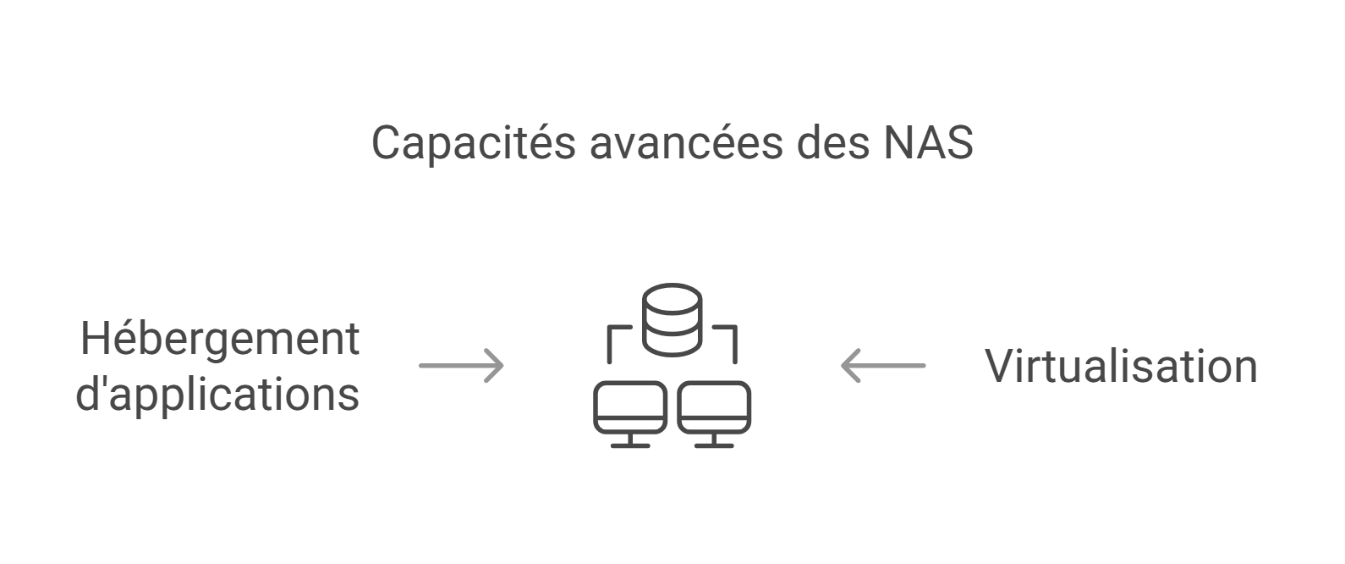 Capacités avancées des NAS
Hébergement
d'applications
Virtualisation